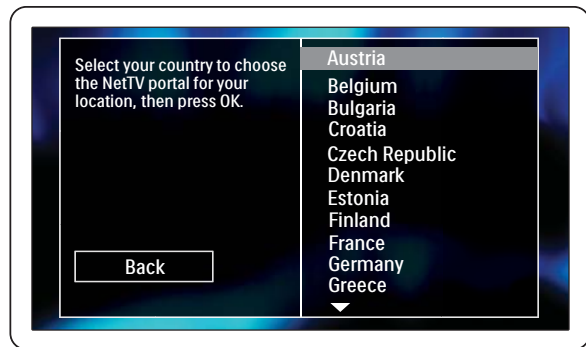 Select your country to choose
the NetTV portal for your
location, then press OK.
Back
Austria
Belgium
Bulgaria
Croatia
Czech Republic
Denmark
Estonia
Finland
France
Germany
Greece